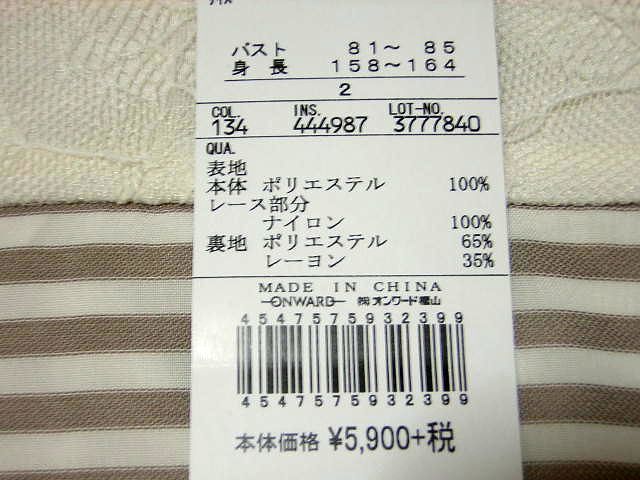 サイズ
バスト 81～ 85
身 長 158～164
2
COL. INS. LOT-NO.
134 444987 3777840
QUA.
表地
本体 ポリエステル 100%
レース部分
ナイロン 100%
裏地 ポリエステル 65%
レーヨン 35%
MADE IN CHINA
ONWARD ㈱オンワード樫山
4547575932399
4547575932399
本体価格 ¥5,900+税